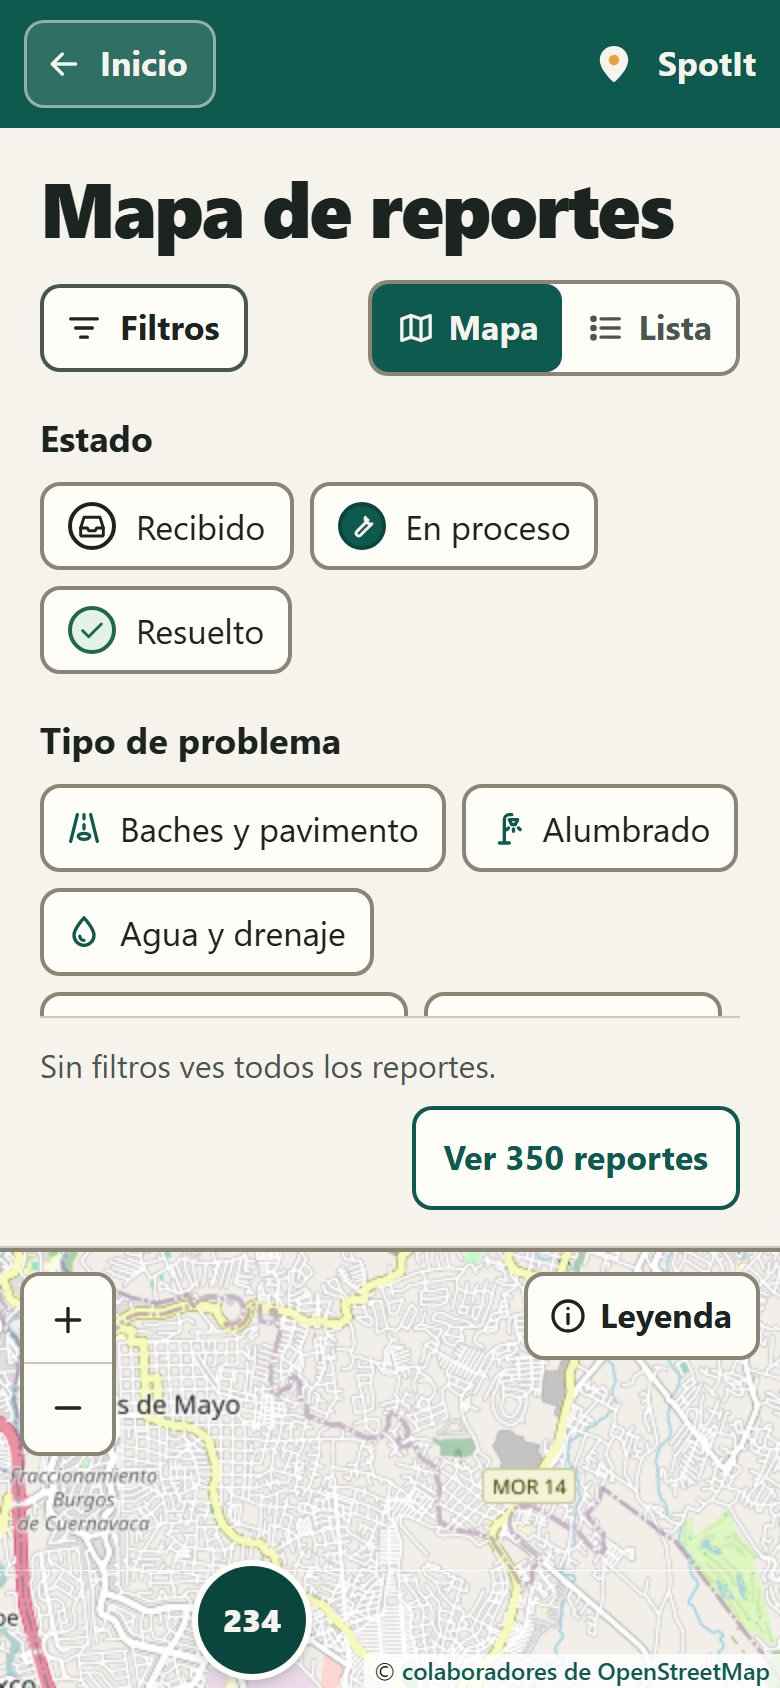 Inicio
SpotIt
Mapa de reportes
Filtros
Mapa
Lista
Estado
Recibido
En proceso
Resuelto
Tipo de problema
Baches y pavimento
Alumbrado
Agua y drenaje
Sin filtros ves todos los reportes.
Ver 350 reportes
+
Leyenda
−
s de Mayo
Fraccionamiento
Burgos
de Cuernavaca
MOR 14
234
© colaboradores de OpenStreetMap